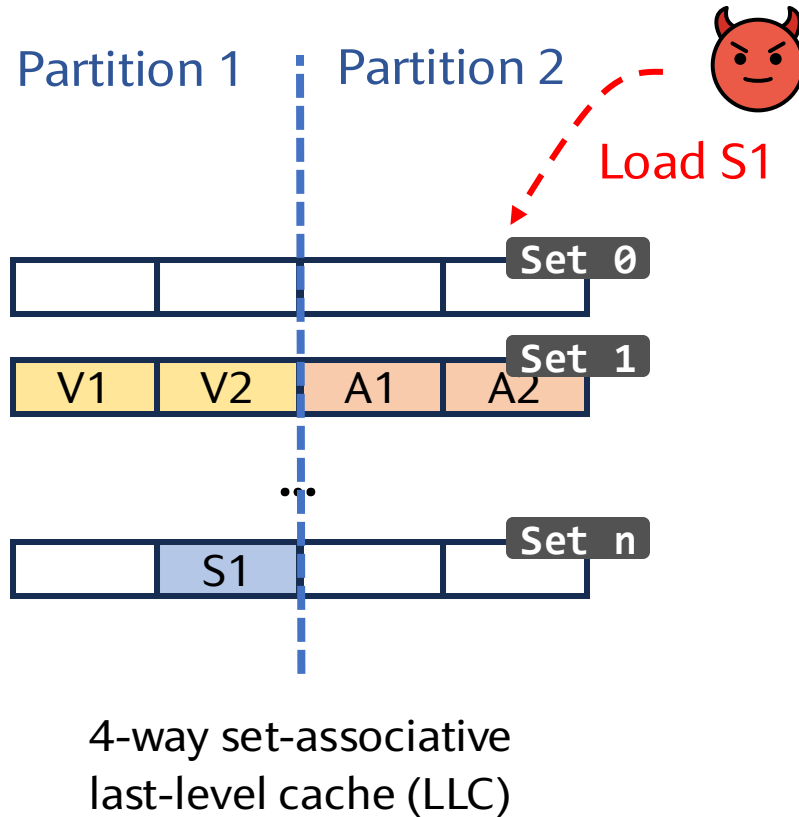 Partition 1
Partition 2
Load S1
Set 0
Set 1
V1
V2
A1
A2
...
Set n
S1
4-way set-associative
last-level cache (LLC)